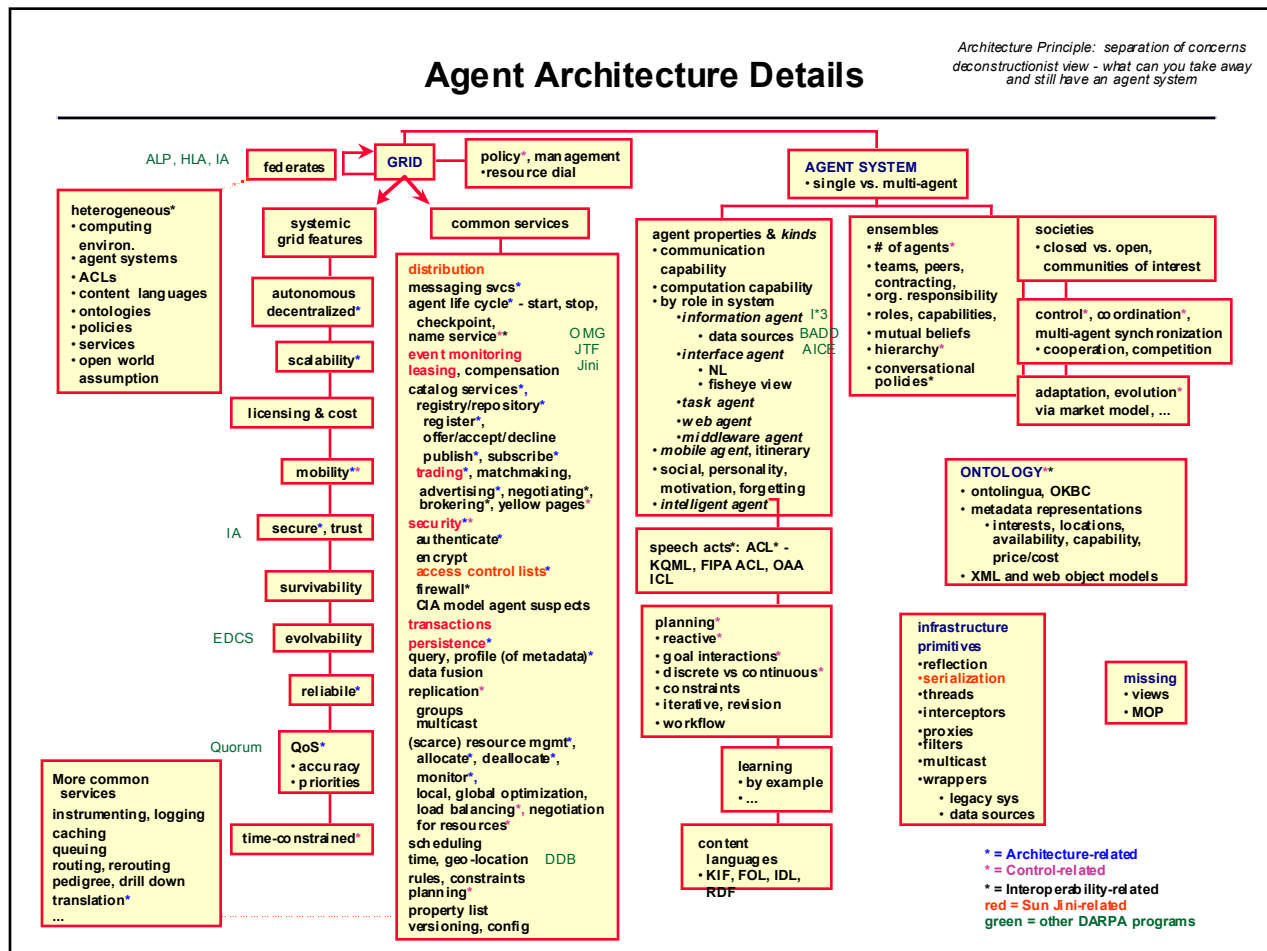 Architecture Principle: separation of concerns
deconstructionist view - what can you take away
and still have an agent system
Agent Architecture Details
ALP, HLA, IA
federates
GRID
policy*, management
•resource dial
AGENT SYSTEM
• single vs. multi-agent
heterogeneous*
• computing
environ.
• agent systems
• ACLs
• content languages
• ontologies
• policies
• services
• open world
assumption
systemic
grid features
autonomous
decentralized*
scalability*
licensing & cost
mobility**
IA
secure*, trust
survivability
EDCS
evolvability
reliabile*
Quorum
QoS*
• accuracy
• priorities
time-constrained*
More common
services
instrumenting, logging
caching
queuing
routing, rerouting
pedigree, drill down
translation*
...
common services
distribution
messaging svcs*
agent life cycle* - start, stop,
checkpoint,
name service**
event monitoring
leasing, compensation
catalog services*,
registry/repository*
register*,
offer/accept/decline
publish*, subscribe*
trading*, matchmaking,
advertising*, negotiating*,
brokering*, yellow pages*
security**
authenticate*
encrypt
access control lists*
firewall*
CIA model agent suspects
transactions
persistence*
query, profile (of metadata)*
data fusion
replication*
groups
multicast
(scarce) resource mgmt*,
allocate*, deallocate*,
monitor*,
local, global optimization,
load balancing*, negotiation
for resources*
scheduling
time, geo-location
rules, constraints
planning*
property list
versioning, config
OMG
JTF
Jini
DDB
agent properties & kinds
• communication
capability
• computation capability
• by role in system
•information agent
• data sources
•interface agent
• NL
• fisheye view
•task agent
•web agent
•middleware agent
• mobile agent, itinerary
• social, personality,
motivation, forgetting
• intelligent agent
I*3
BADD
AICE
speech acts*: ACL* -
KQML, FIPA ACL, OAA
ICL
planning*
• reactive*
• goal interactions*
• discrete vs continuous*
• constraints
• iterative, revision
• workflow
learning
• by example
• ...
content
languages
• KIF, FOL, IDL,
RDF
ensembles
• # of agents*
• teams, peers,
contracting,
• org. responsibility
• roles, capabilities,
• mutual beliefs
• hierarchy*
• conversational
policies*
societies
• closed vs. open,
communities of interest
control*, coordination*,
multi-agent synchronization
• cooperation, competition
adaptation, evolution*
via market model, ...
ONTOLOGY**
• ontolingua, OKBC
• metadata representations
• interests, locations,
availability, capability,
price/cost
• XML and web object models
infrastructure
primitives
•reflection
•serialization
•threads
•interceptors
•proxies
•filters
•multicast
•wrappers
• legacy sys
• data sources
missing
• views
• MOP
* = Architecture-related
* = Control-related
* = Interoperability-related
red = Sun Jini-related
green = other DARPA programs